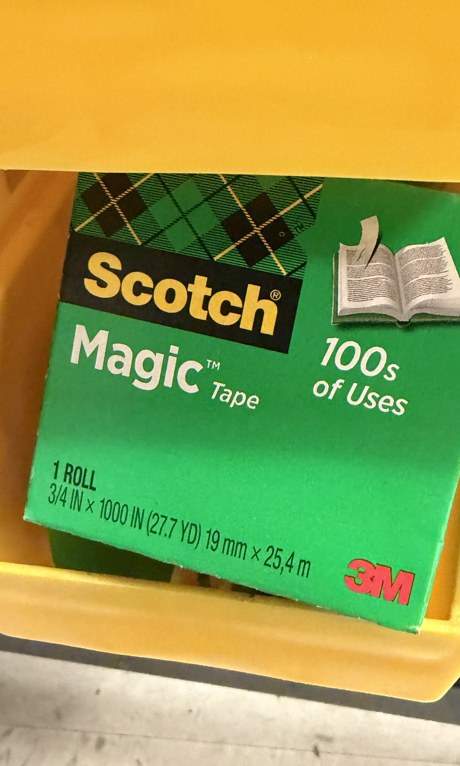 Scotch®
Magic™ Tape
100s
of Uses
1 ROLL
3/4 IN × 1000 IN (27.7 YD) 19 mm × 25,4 m
3M